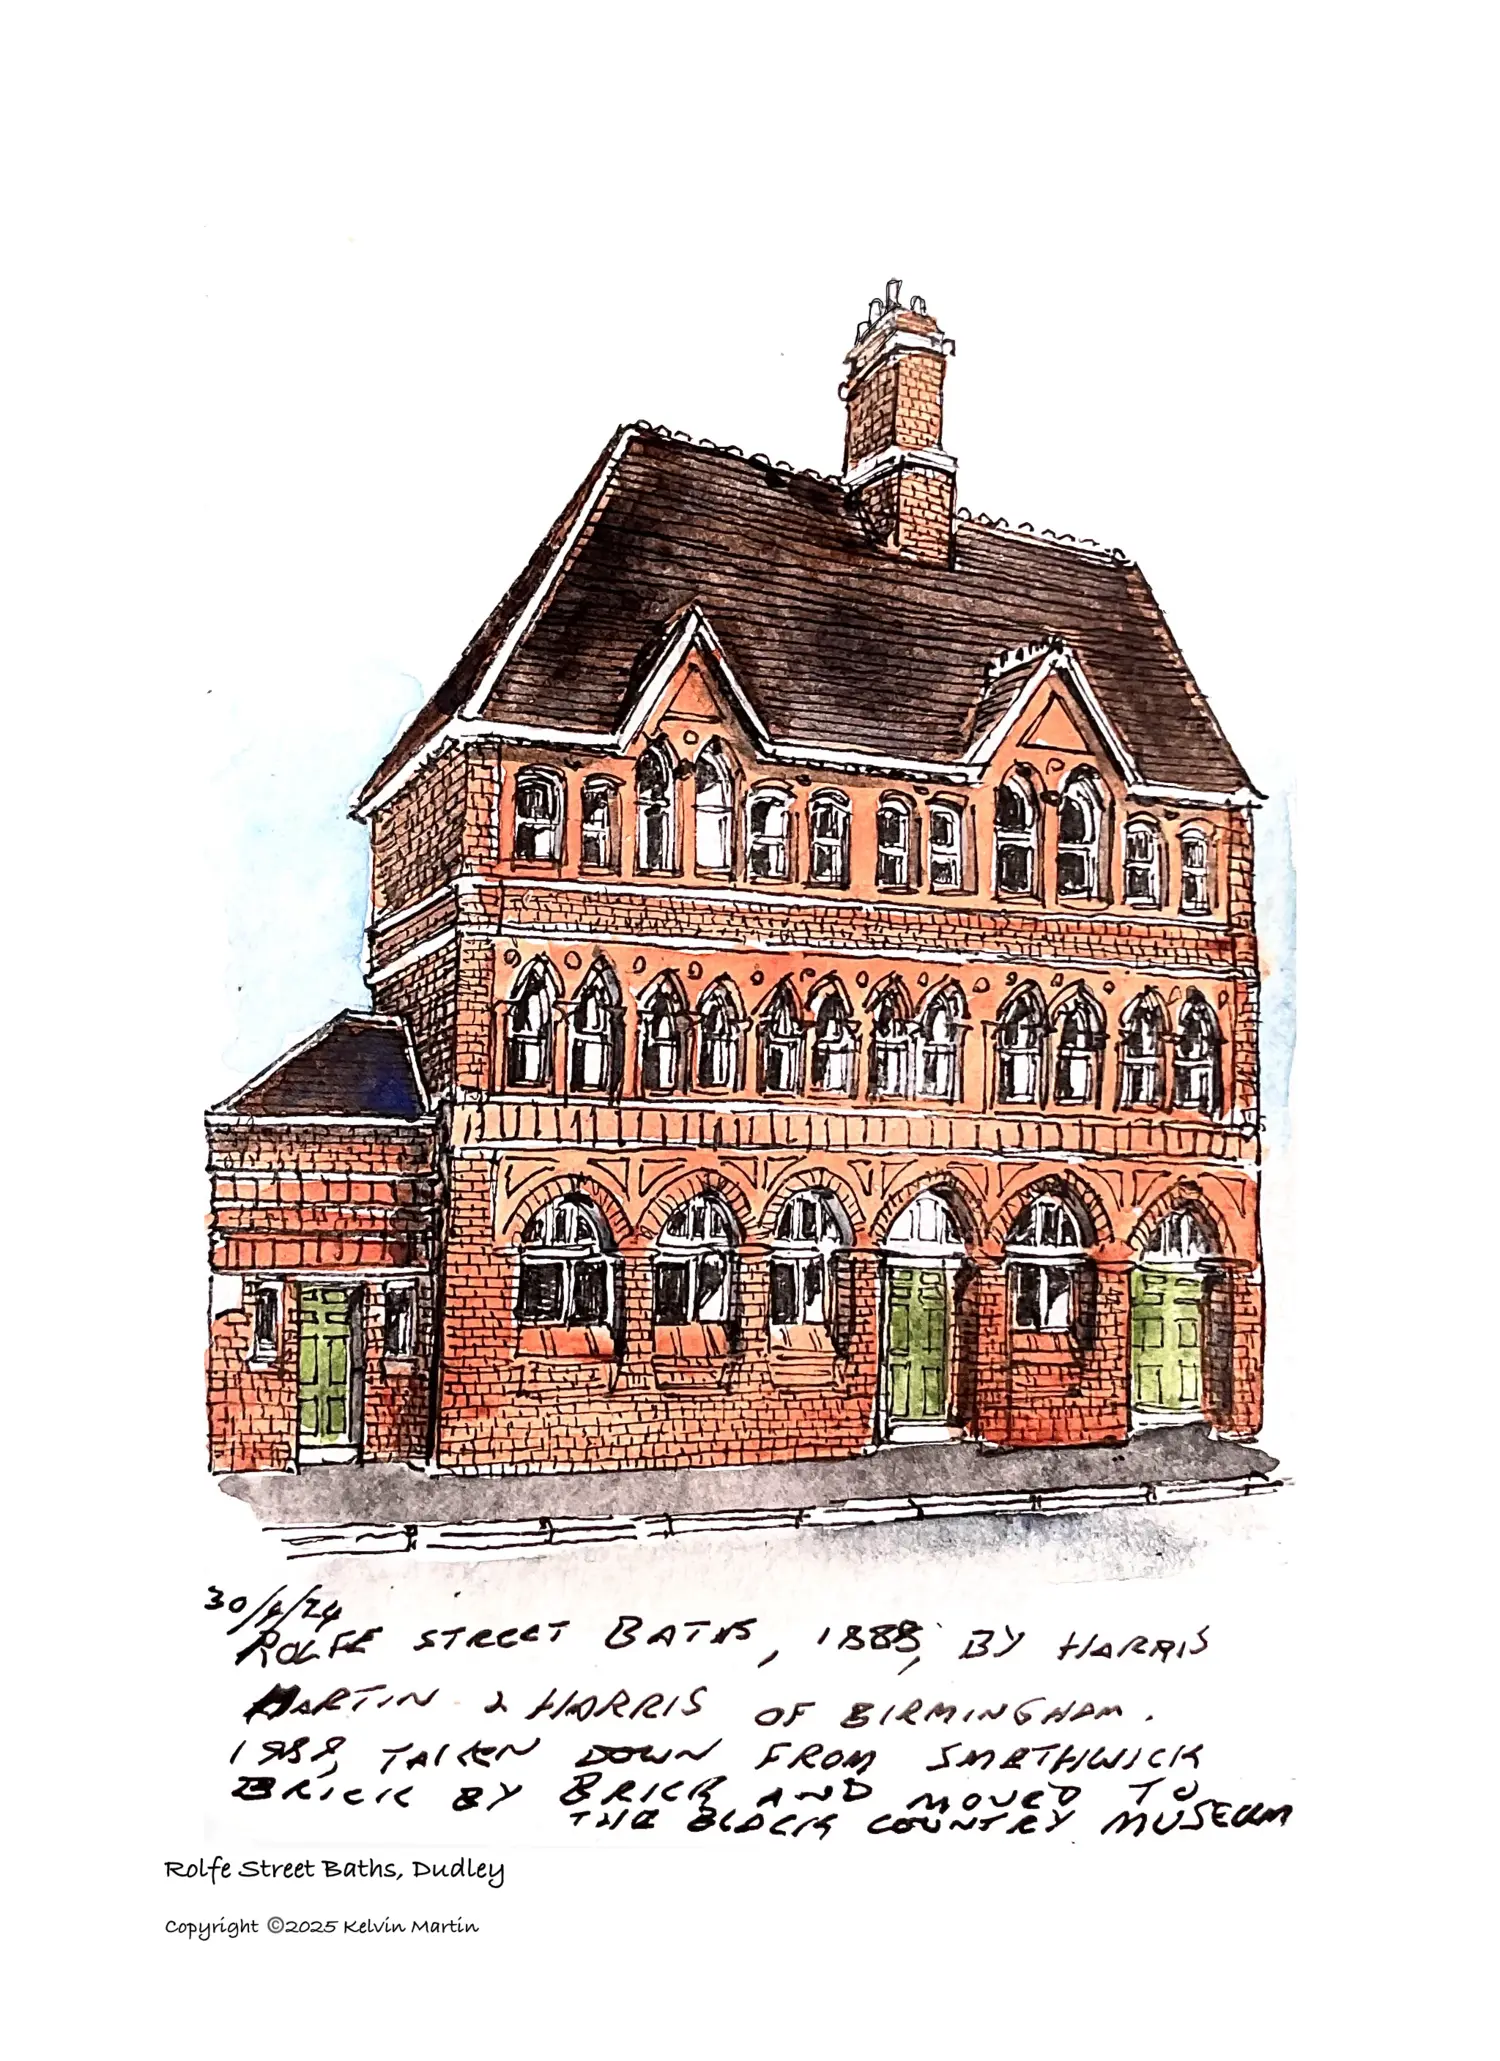 30/4/24
ROLFE STREET BATHS, 1888, BY HARRIS
MARTIN & HARRIS OF BIRMINGHAM.
1989, TAKEN DOWN FROM SMETHWICK
BRICK BY BRICK AND MOVED TO
THE BLACK COUNTRY MUSEUM
Rolfe Street Baths, Dudley
Copyright ©2025 Kelvin Martin